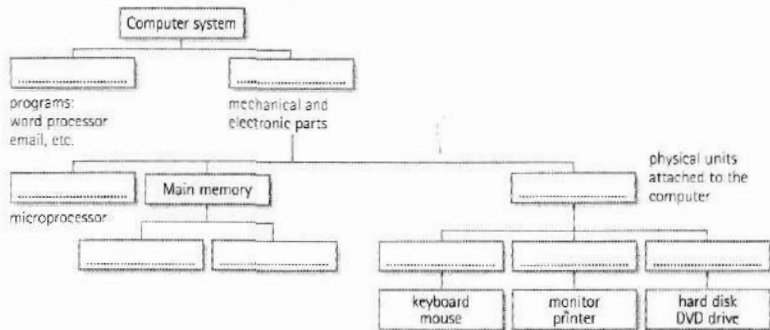 Computer system
programs:
word processor
email, etc.
mechanical and
electronic parts
physical units
attached to the
computer
Main memory
microprocessor
keyboard
mouse
monitor
printer
hard disk
DVD drive